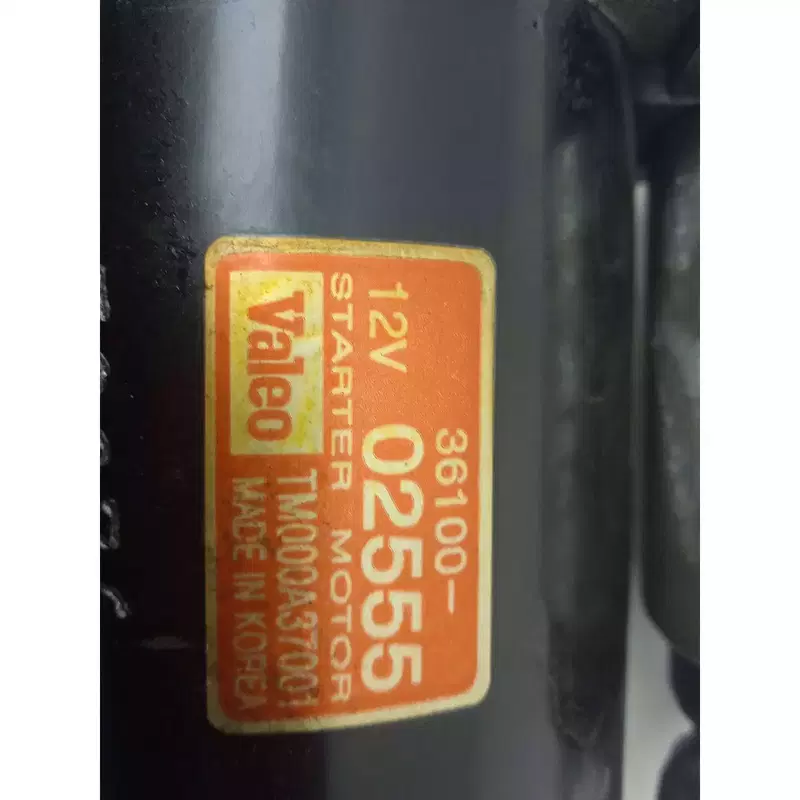 36100-
12V 02555
STARTER MOTOR
Valeo TM000A37001
MADE IN KOREA